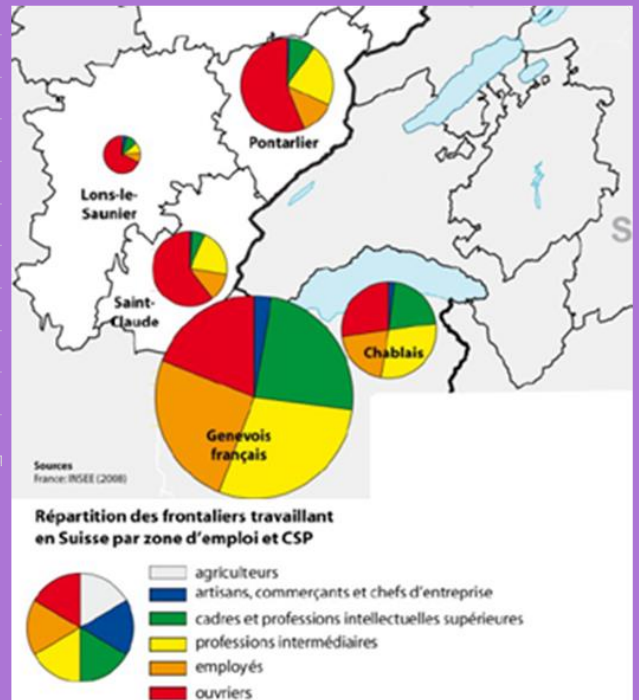 Pontarlier
Lons-le-
Saunier
S
Saint-
Claude
Chablais
Genevois
français
Sources
France: INSEE (2008)
Répartition des frontaliers travaillant
en Suisse par zone d'emploi et CSP
agriculteurs
artisans, commerçants et chefs d'entreprise
cadres et professions intellectuelles supérieures
professions intermédiaires
employés
ouvriers